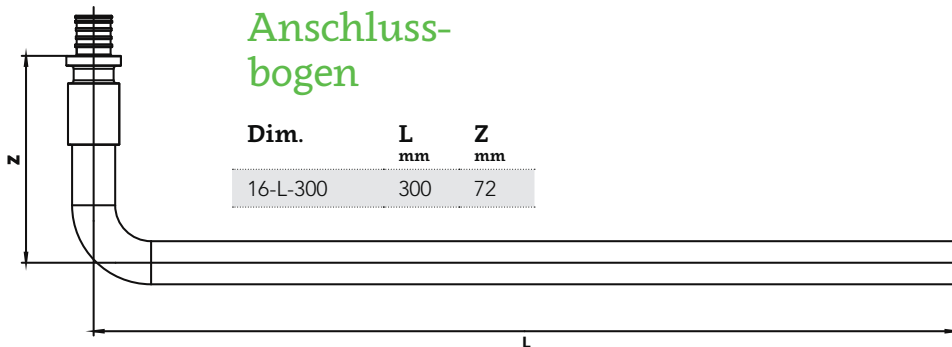 Anschluss-
bogen
Dim. L Z
mm mm
16-L-300 300 72
Z
L